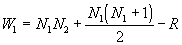 W₁ = N₁N₂ + N₁(N₁+1)/2 − R